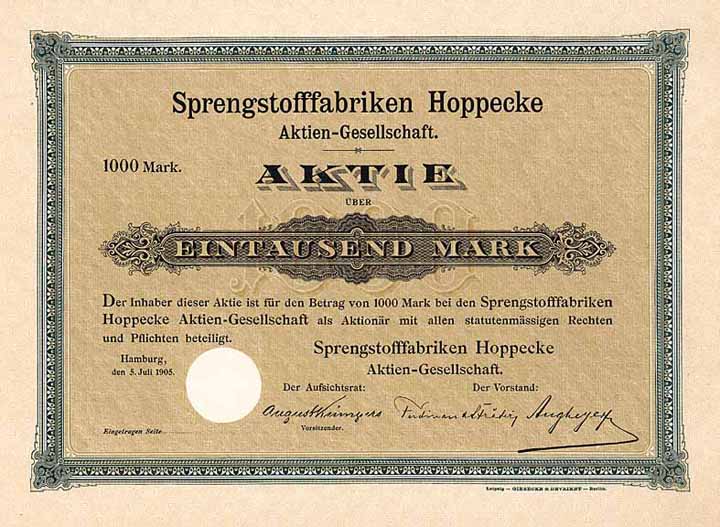 Sprengstofffabriken Hoppecke
Aktien-Gesellschaft.
1000 Mark.
AKTIE
ÜBER
1000
EINTAUSEND MARK
Der Inhaber dieser Aktie ist für den Betrag von 1000 Mark bei den Sprengstofffabriken
Hoppecke Aktien-Gesellschaft als Aktionär mit allen statutenmässigen Rechten
und Pflichten beteiligt.
Hamburg,
den 5. Juli 1905.
Sprengstofffabriken Hoppecke
Aktien-Gesellschaft.
Der Aufsichtsrat:
Der Vorstand:
Vorsitzender.
Eingetragen Seite
Leipzig — GIESECKE & DEVRIENT — Berlin.